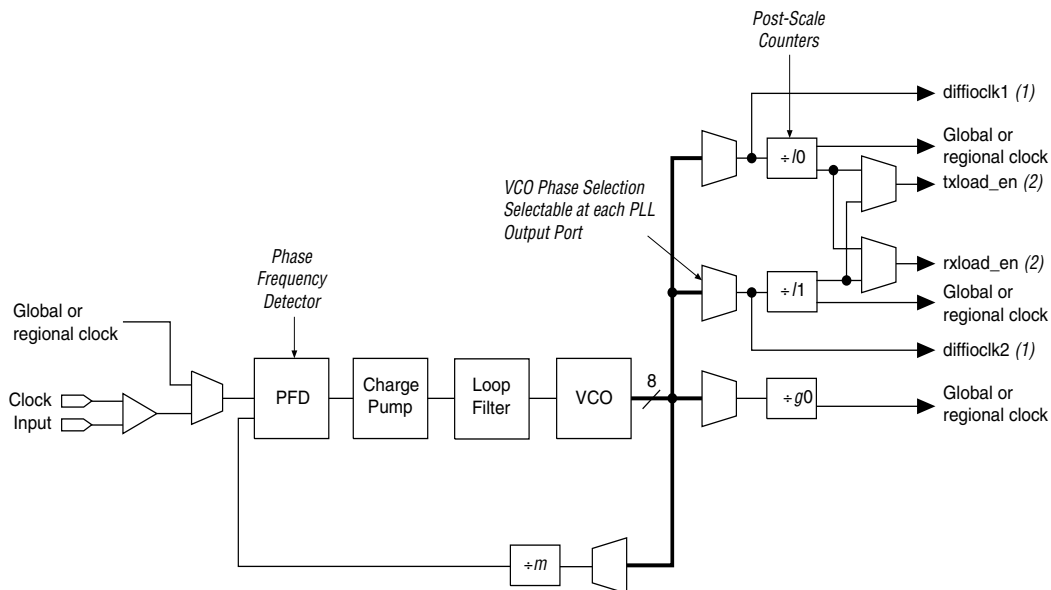 Post-Scale
Counters
diffioclk1 (1)
Global or
regional clock
÷l0
txload_en (2)
VCO Phase Selection
Selectable at each PLL
Output Port
rxload_en (2)
÷l1
Global or
regional clock
diffioclk2 (1)
Phase
Frequency
Detector
Global or
regional clock
Clock
Input
PFD
Charge
Pump
Loop
Filter
VCO
8
÷g0
Global or
regional clock
÷m